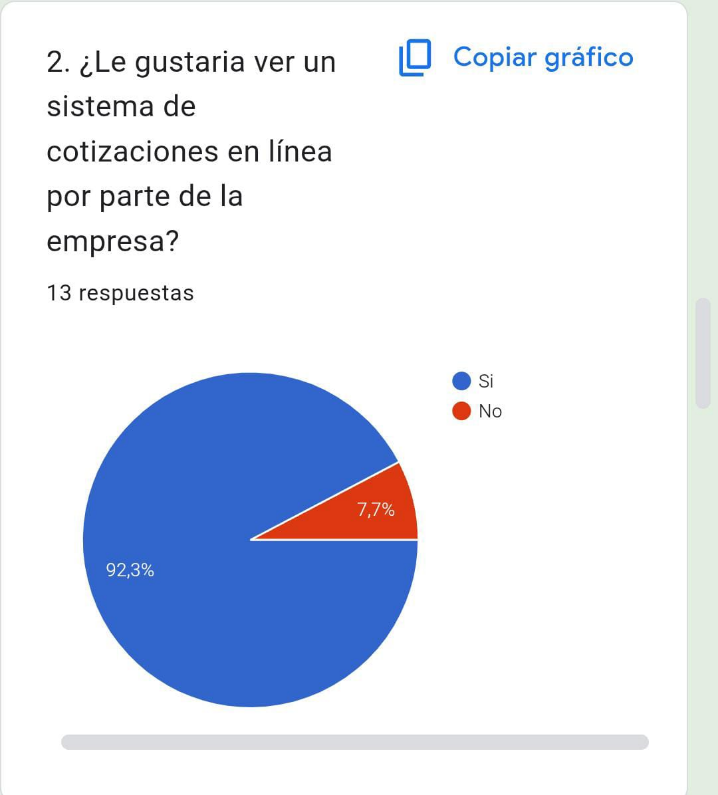 2. ¿Le gustaria ver un
sistema de
cotizaciones en línea
por parte de la
empresa?
Copiar gráfico
13 respuestas
Si
No
7,7%
92,3%